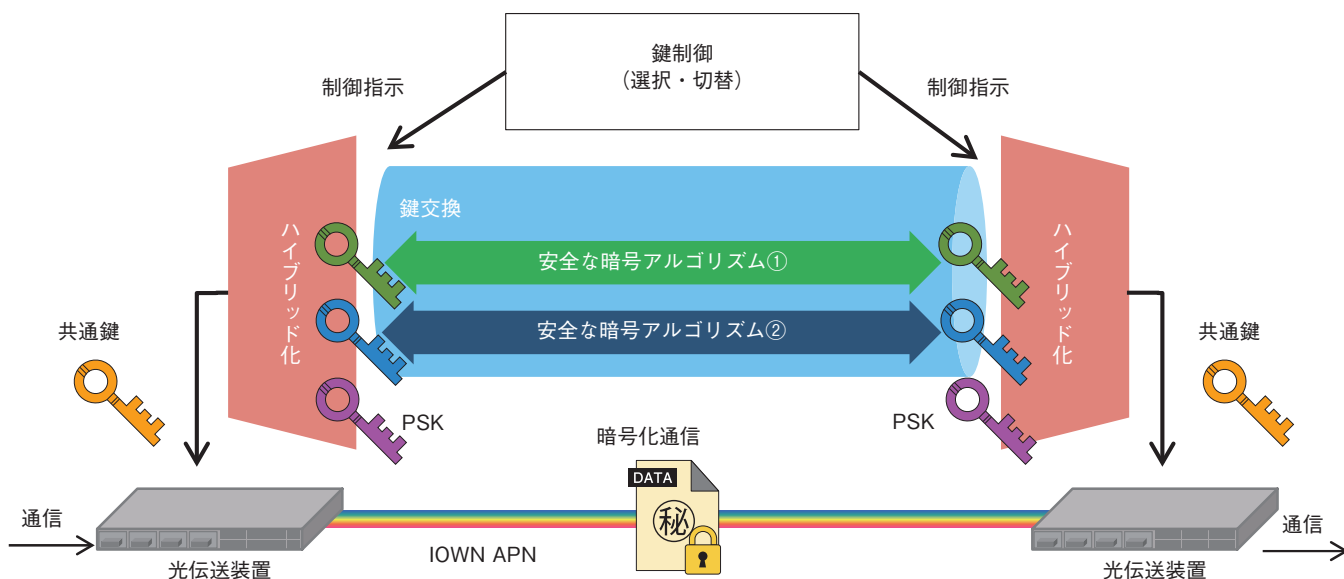 鍵制御
（選択・切替）
制御指示
制御指示
鍵交換
ハイブリッド化
安全な暗号アルゴリズム①
ハイブリッド化
安全な暗号アルゴリズム②
共通鍵
共通鍵
PSK
PSK
暗号化通信
DATA
秘
通信
通信
IOWN APN
光伝送装置
光伝送装置